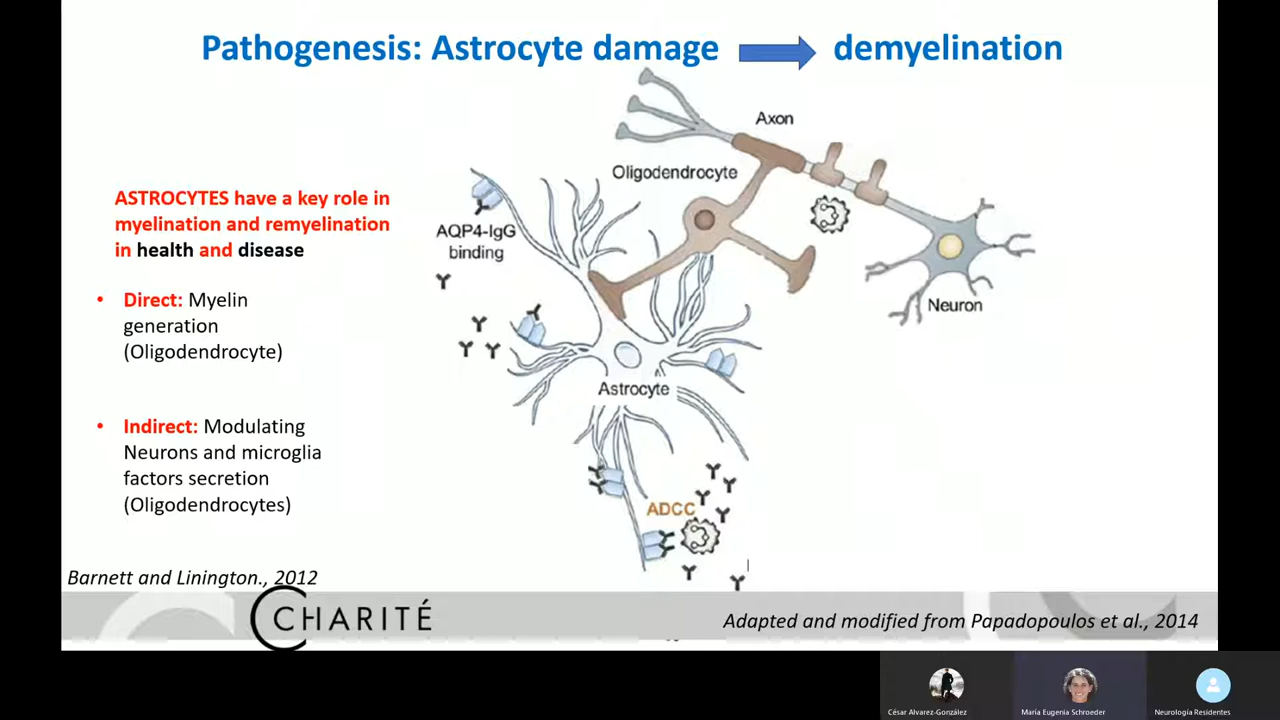 Pathogenesis: Astrocyte damage demyelination
Axon
Oligodendrocyte
ASTROCYTES have a key role in
myelination and remyelination
in health and disease
AQP4-IgG
binding
• Direct: Myelin
generation
(Oligodendrocyte)
Neuron
Astrocyte
• Indirect: Modulating
Neurons and microglia
factors secretion
(Oligodendrocytes)
ADCC
Barnett and Linington., 2012
CHARITÉ
Adapted and modified from Papadopoulos et al., 2014
César Alvarez-González
María Eugenia Schroeder
Neurología Residentes